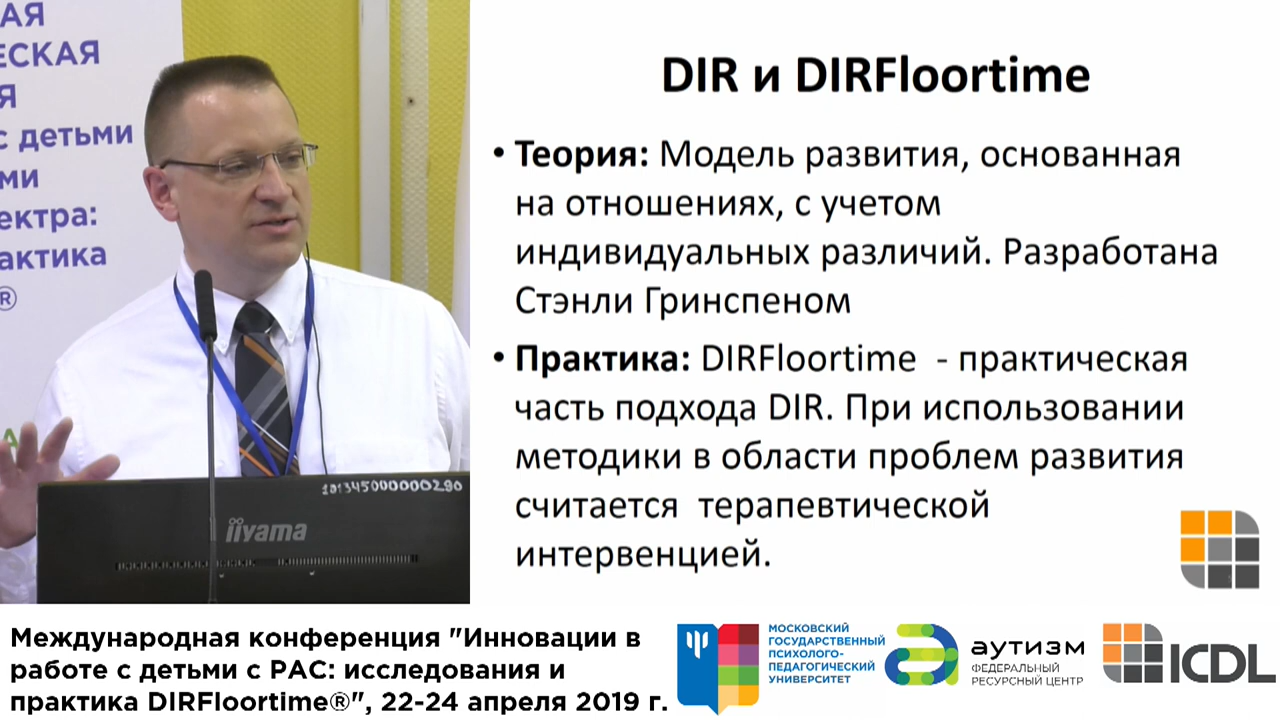 АЯ
ЕСКАЯ
Я
с детьми
ми
ектра:
актика
®
А
101345000000290
iiyama
DIR и DIRFloortime
• Теория: Модель развития, основанная
на отношениях, с учетом
индивидуальных различий. Разработана
Стэнли Гринспеном
• Практика: DIRFloortime - практическая
часть подхода DIR. При использовании
методики в области проблем развития
считается терапевтической
интервенцией.
Международная конференция "Инновации в
работе с детьми с РАС: исследования и
практика DIRFloortime®", 22-24 апреля 2019 г.
МОСКОВСКИЙ
ГОСУДАРСТВЕННЫЙ
ПСИХОЛОГО-
ПЕДАГОГИЧЕСКИЙ
УНИВЕРСИТЕТ
аутизм
ФЕДЕРАЛЬНЫЙ
РЕСУРСНЫЙ ЦЕНТР
ICDL